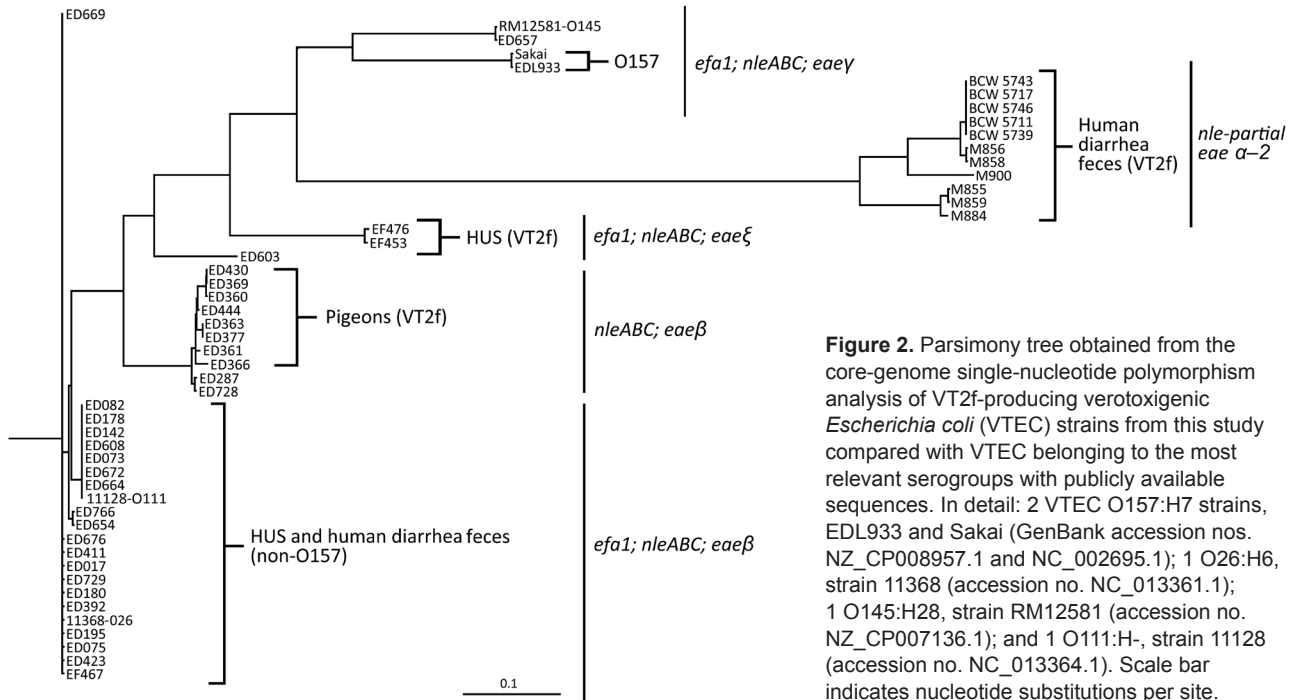 ED669
RM12581-O145
ED657
Sakai
EDL933
O157
efa1; nleABC; eaeγ
BCW 5743
BCW 5717
BCW 5746
BCW 5711
BCW 5739
M856
M858
M900
M855
M859
M884
Human
diarrhea
feces (VT2f)
nle-partial
eae α–2
EF476
EF453
HUS (VT2f)
efa1; nleABC; eaeξ
ED603
ED430
ED369
ED360
ED444
ED363
ED377
ED361
ED366
ED287
ED728
Pigeons (VT2f)
nleABC; eaeβ
ED082
ED178
ED142
ED608
ED073
ED672
ED664
11128-O111
ED766
ED654
ED676
ED411
ED017
ED729
ED180
ED392
11368-026
ED195
ED075
ED423
EF467
HUS and human diarrhea feces
(non-O157)
efa1; nleABC; eaeβ
0.1
Figure 2. Parsimony tree obtained from the
core-genome single-nucleotide polymorphism
analysis of VT2f-producing verotoxigenic
Escherichia coli (VTEC) strains from this study
compared with VTEC belonging to the most
relevant serogroups with publicly available
sequences. In detail: 2 VTEC O157:H7 strains,
EDL933 and Sakai (GenBank accession nos.
NZ_CP008957.1 and NC_002695.1); 1 O26:H6,
strain 11368 (accession no. NC_013361.1);
1 O145:H28, strain RM12581 (accession no.
NZ_CP007136.1); and 1 O111:H-, strain 11128
(accession no. NC_013364.1). Scale bar
indicates nucleotide substitutions per site.